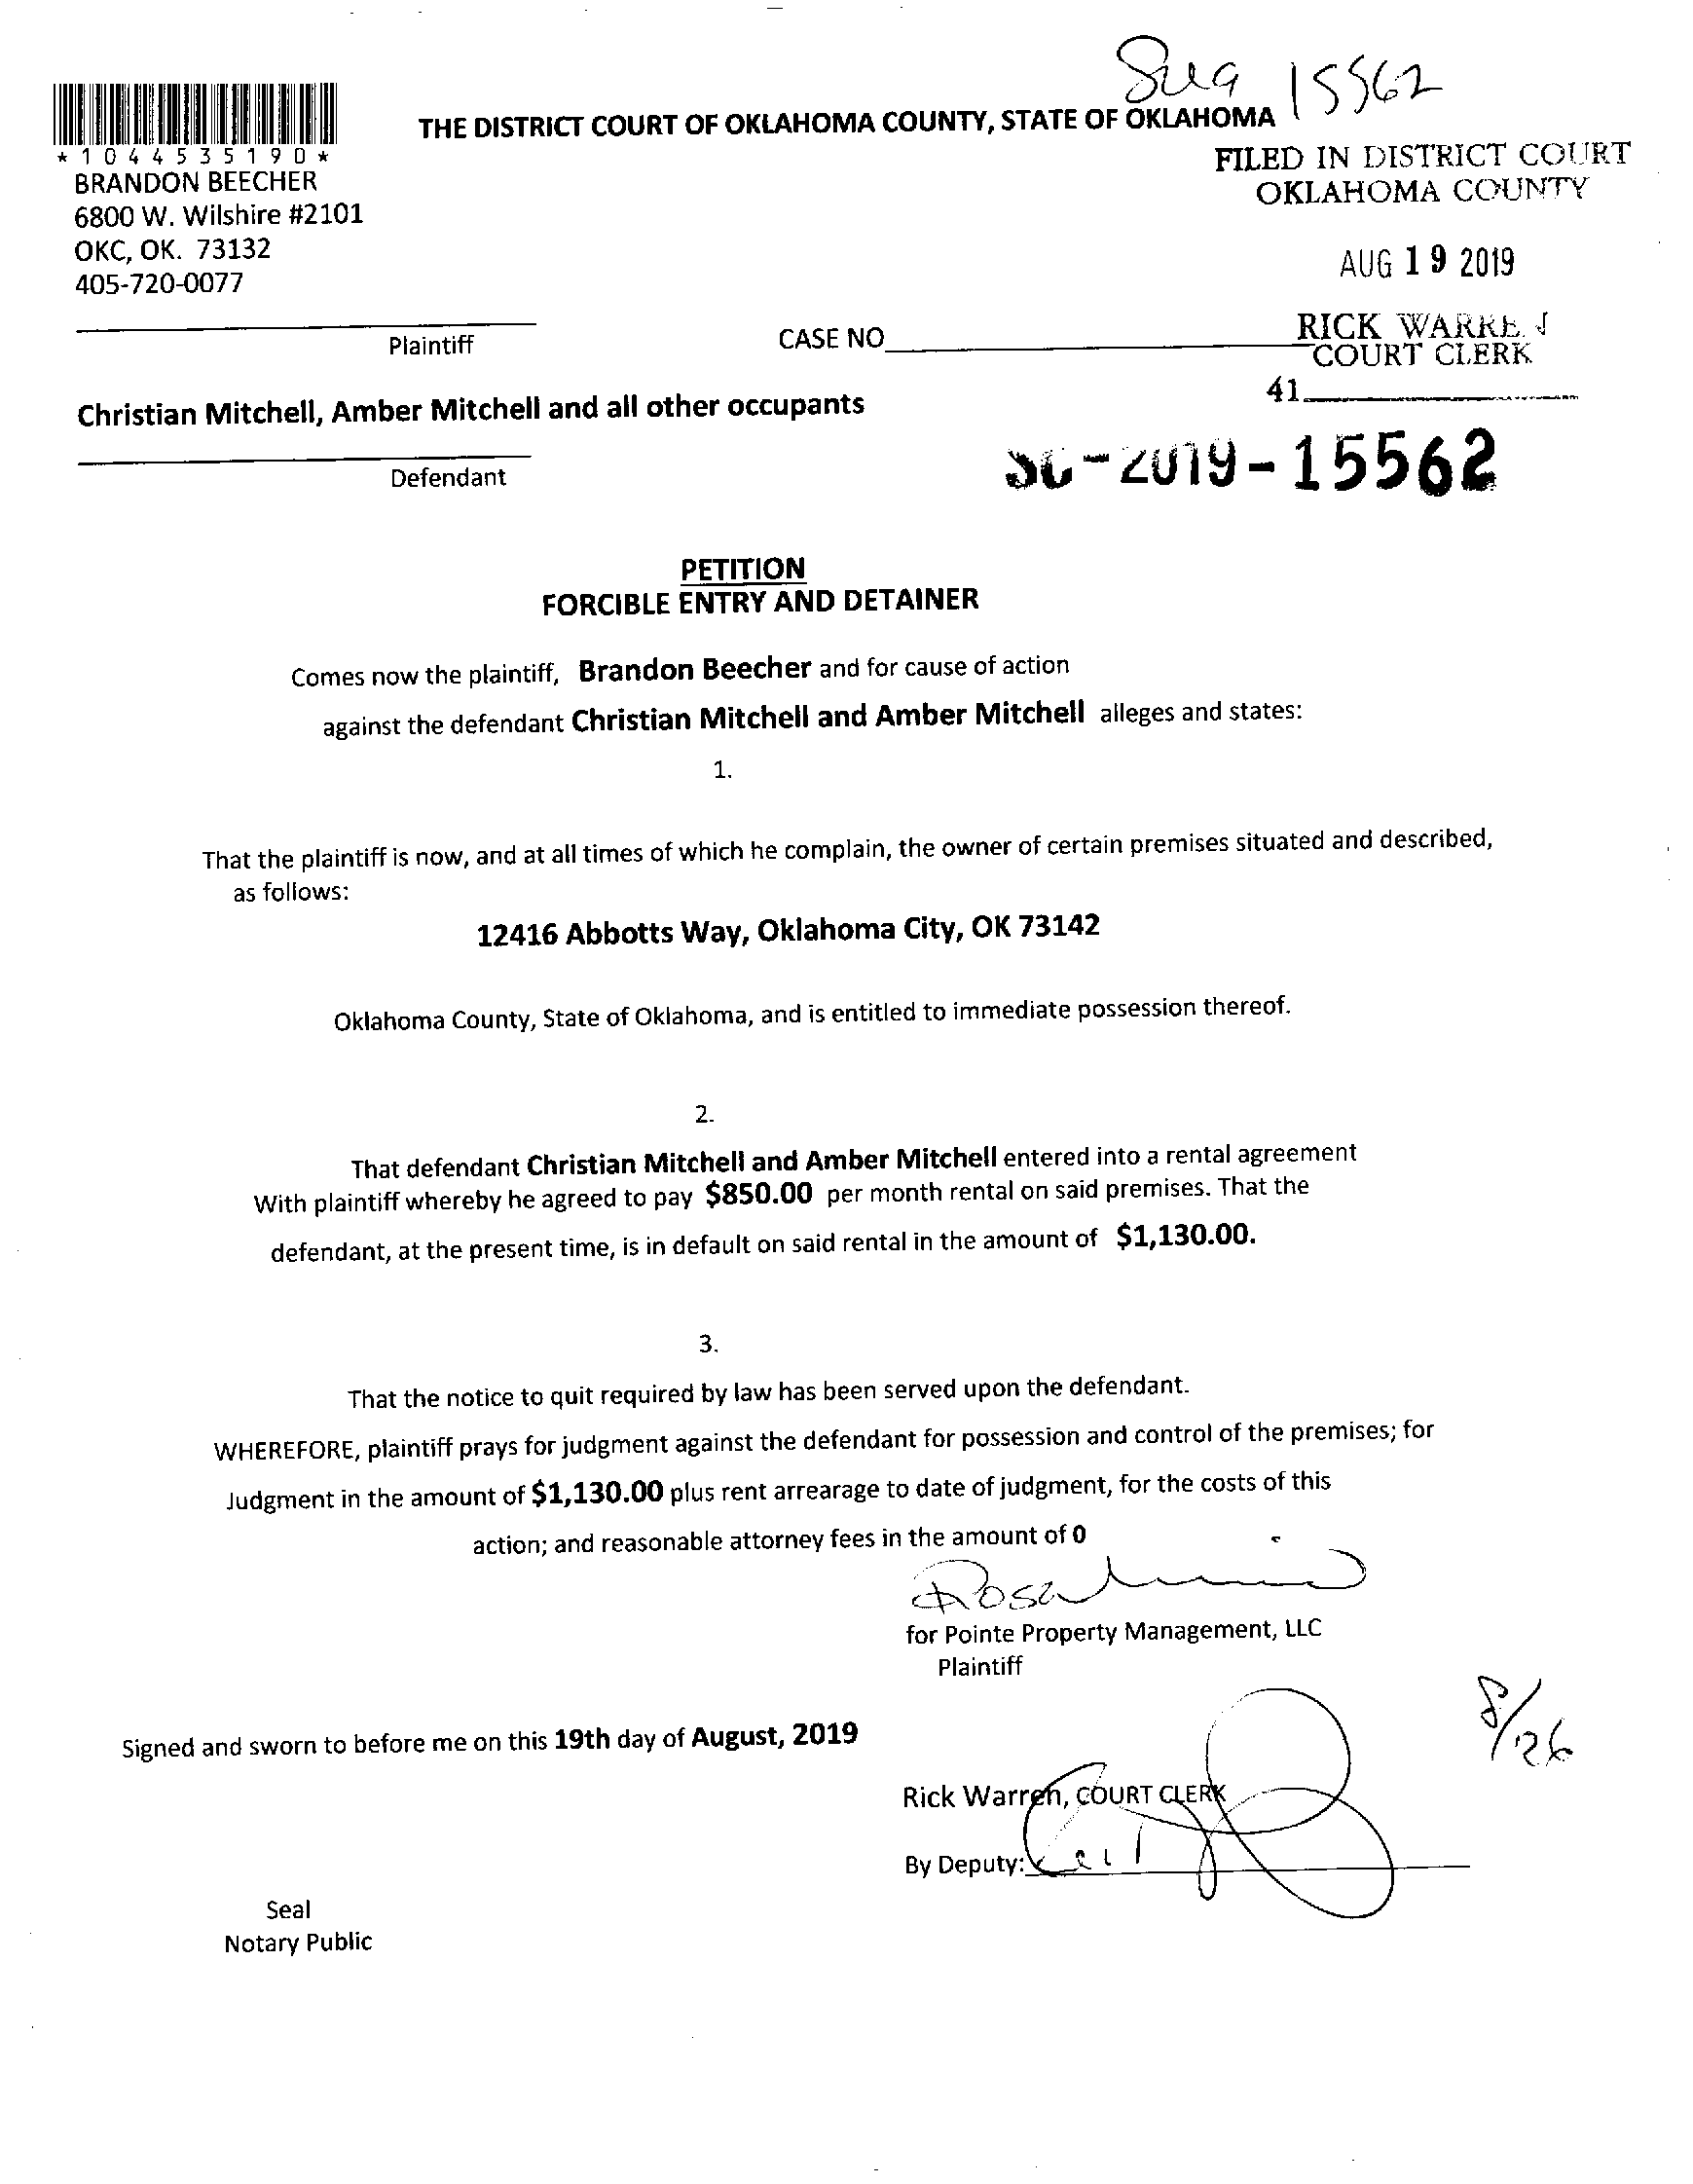 15562
THE DISTRICT COURT OF OKLAHOMA COUNTY, STATE OF OKLAHOMA
*1044535190*
FILED IN DISTRICT COURT
OKLAHOMA COUNTY
BRANDON BEECHER
6800 W. Wilshire #2101
OKC, OK. 73132
405-720-0077
AUG 19 2019
Plaintiff
CASE NO
RICK WARRE
COURT CLERK
41
Christian Mitchell, Amber Mitchell and all other occupants
Defendant
SC-2019-15562
PETITION
FORCIBLE ENTRY AND DETAINER
Comes now the plaintiff, Brandon Beecher and for cause of action
against the defendant Christian Mitchell and Amber Mitchell alleges and states:
1.
That the plaintiff is now, and at all times of which he complain, the owner of certain premises situated and described,
as follows:
12416 Abbotts Way, Oklahoma City, OK 73142
Oklahoma County, State of Oklahoma, and is entitled to immediate possession thereof.
2.
That defendant Christian Mitchell and Amber Mitchell entered into a rental agreement
With plaintiff whereby he agreed to pay $850.00 per month rental on said premises. That the
defendant, at the present time, is in default on said rental in the amount of $1,130.00.
3.
That the notice to quit required by law has been served upon the defendant.
WHEREFORE, plaintiff prays for judgment against the defendant for possession and control of the premises; for
Judgment in the amount of $1,130.00 plus rent arrearage to date of judgment, for the costs of this
action; and reasonable attorney fees in the amount of 0
for Pointe Property Management, LLC
Plaintiff
8/26
Signed and sworn to before me on this 19th day of August, 2019
Rick Warren, COURT CLERK
By Deputy:
Seal
Notary Public